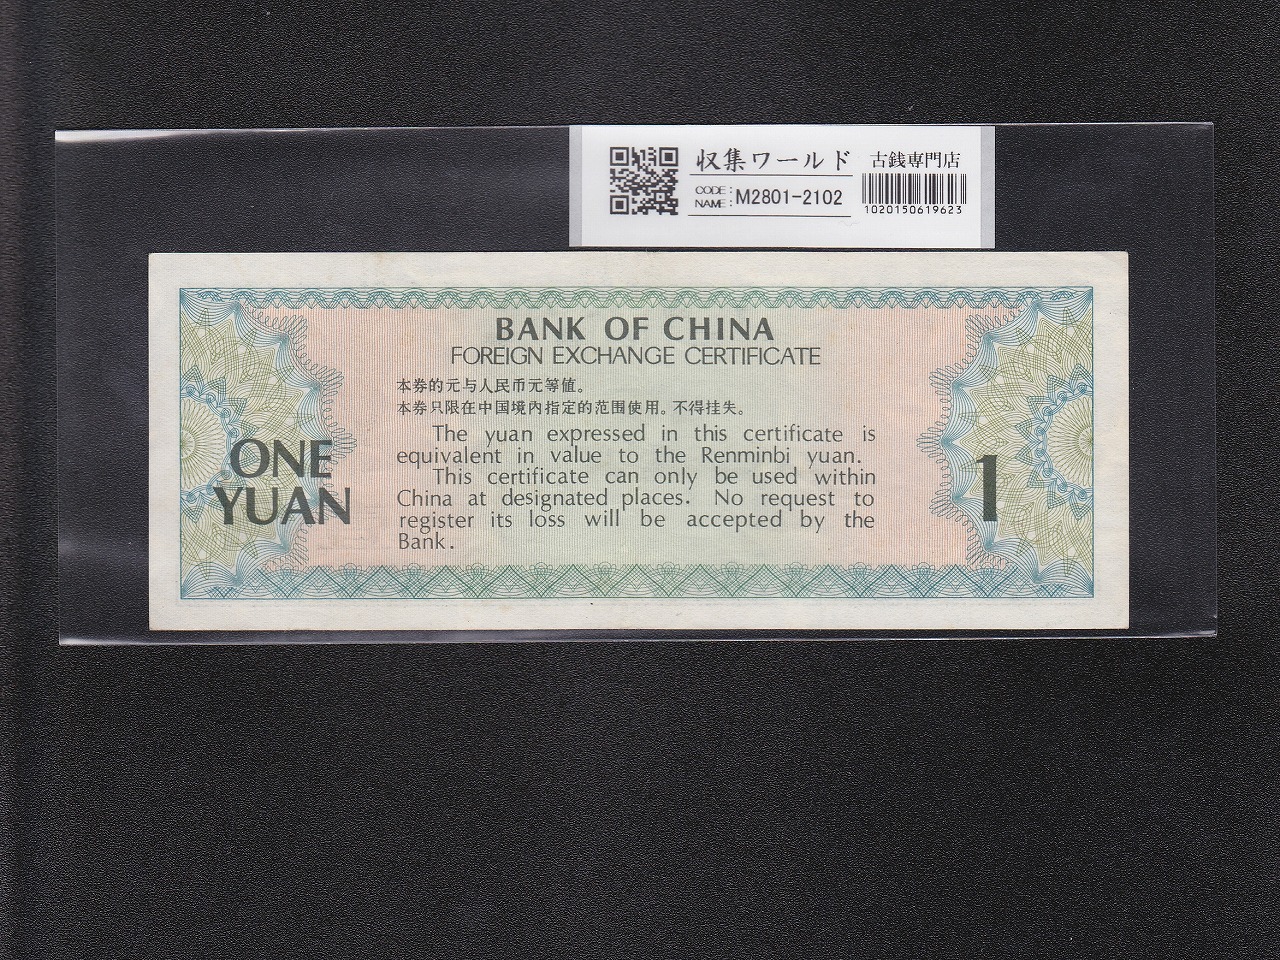 収集ワールド 古銭専門店
CODE:
NAME: M2801-2102
1020150619623
BANK OF CHINA
FOREIGN EXCHANGE CERTIFICATE
本券的元与人民币元等值。
本券只限在中国境内指定的范围使用。不得挂失。
The yuan expressed in this certificate is
equivalent in value to the Renminbi yuan.
This certificate can only be used within
China at designated places. No request to
register its loss will be accepted by the
Bank.
ONE
YUAN
1